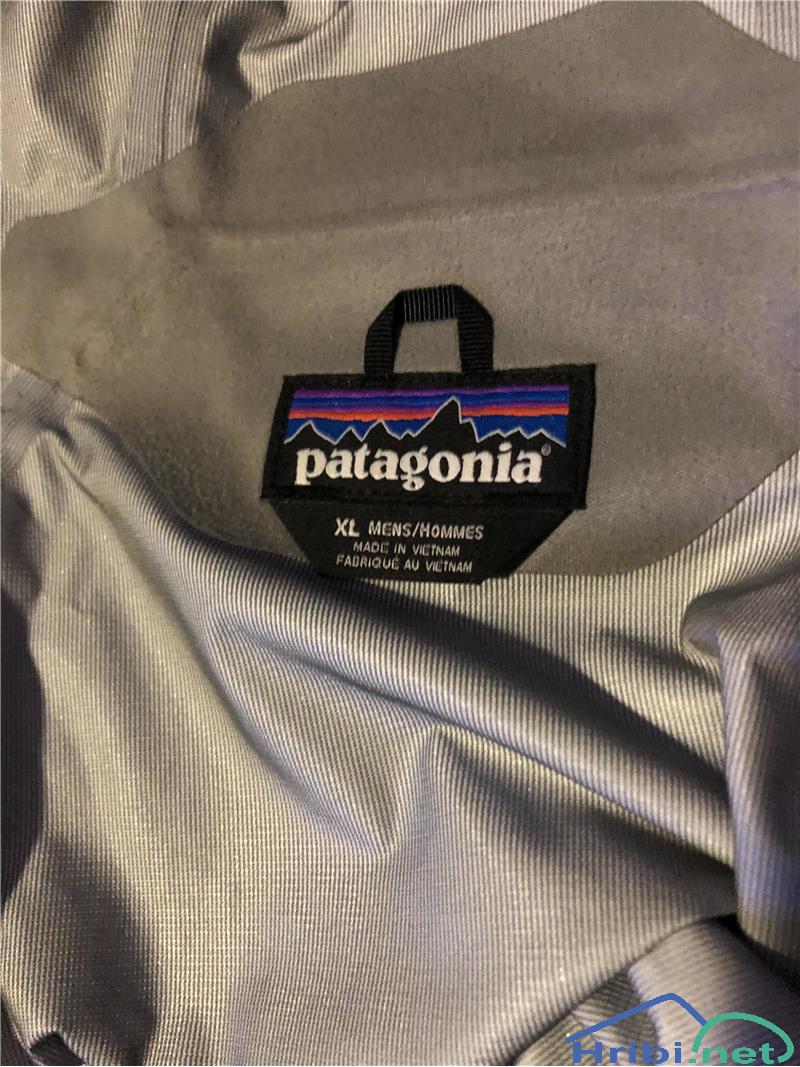 patagonia®
XL MENS/HOMMES
MADE IN VIETNAM
FABRIQUÉ AU VIETNAM
Hribi.net